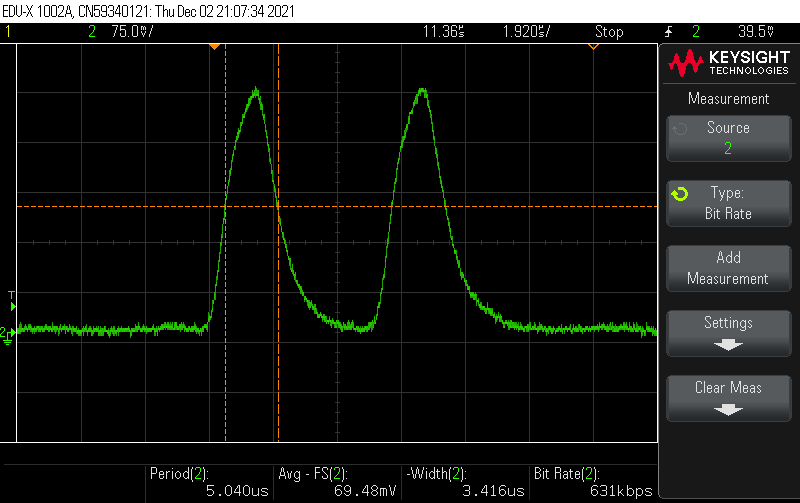 EDU-X 1002A, CN59340121: Thu Dec 02 21:07:34 2021
1 2 75.0V/ 11.36s 1.920s/ Stop 2 39.5V
KEYSIGHT
TECHNOLOGIES
Measurement
Source
2
Type:
Bit Rate
Add
Measurement
T
Settings
2
Clear Meas
Period(2): Avg - FS(2): -Width(2): Bit Rate(2):
5.040us 69.48mV 3.416us 631kbps